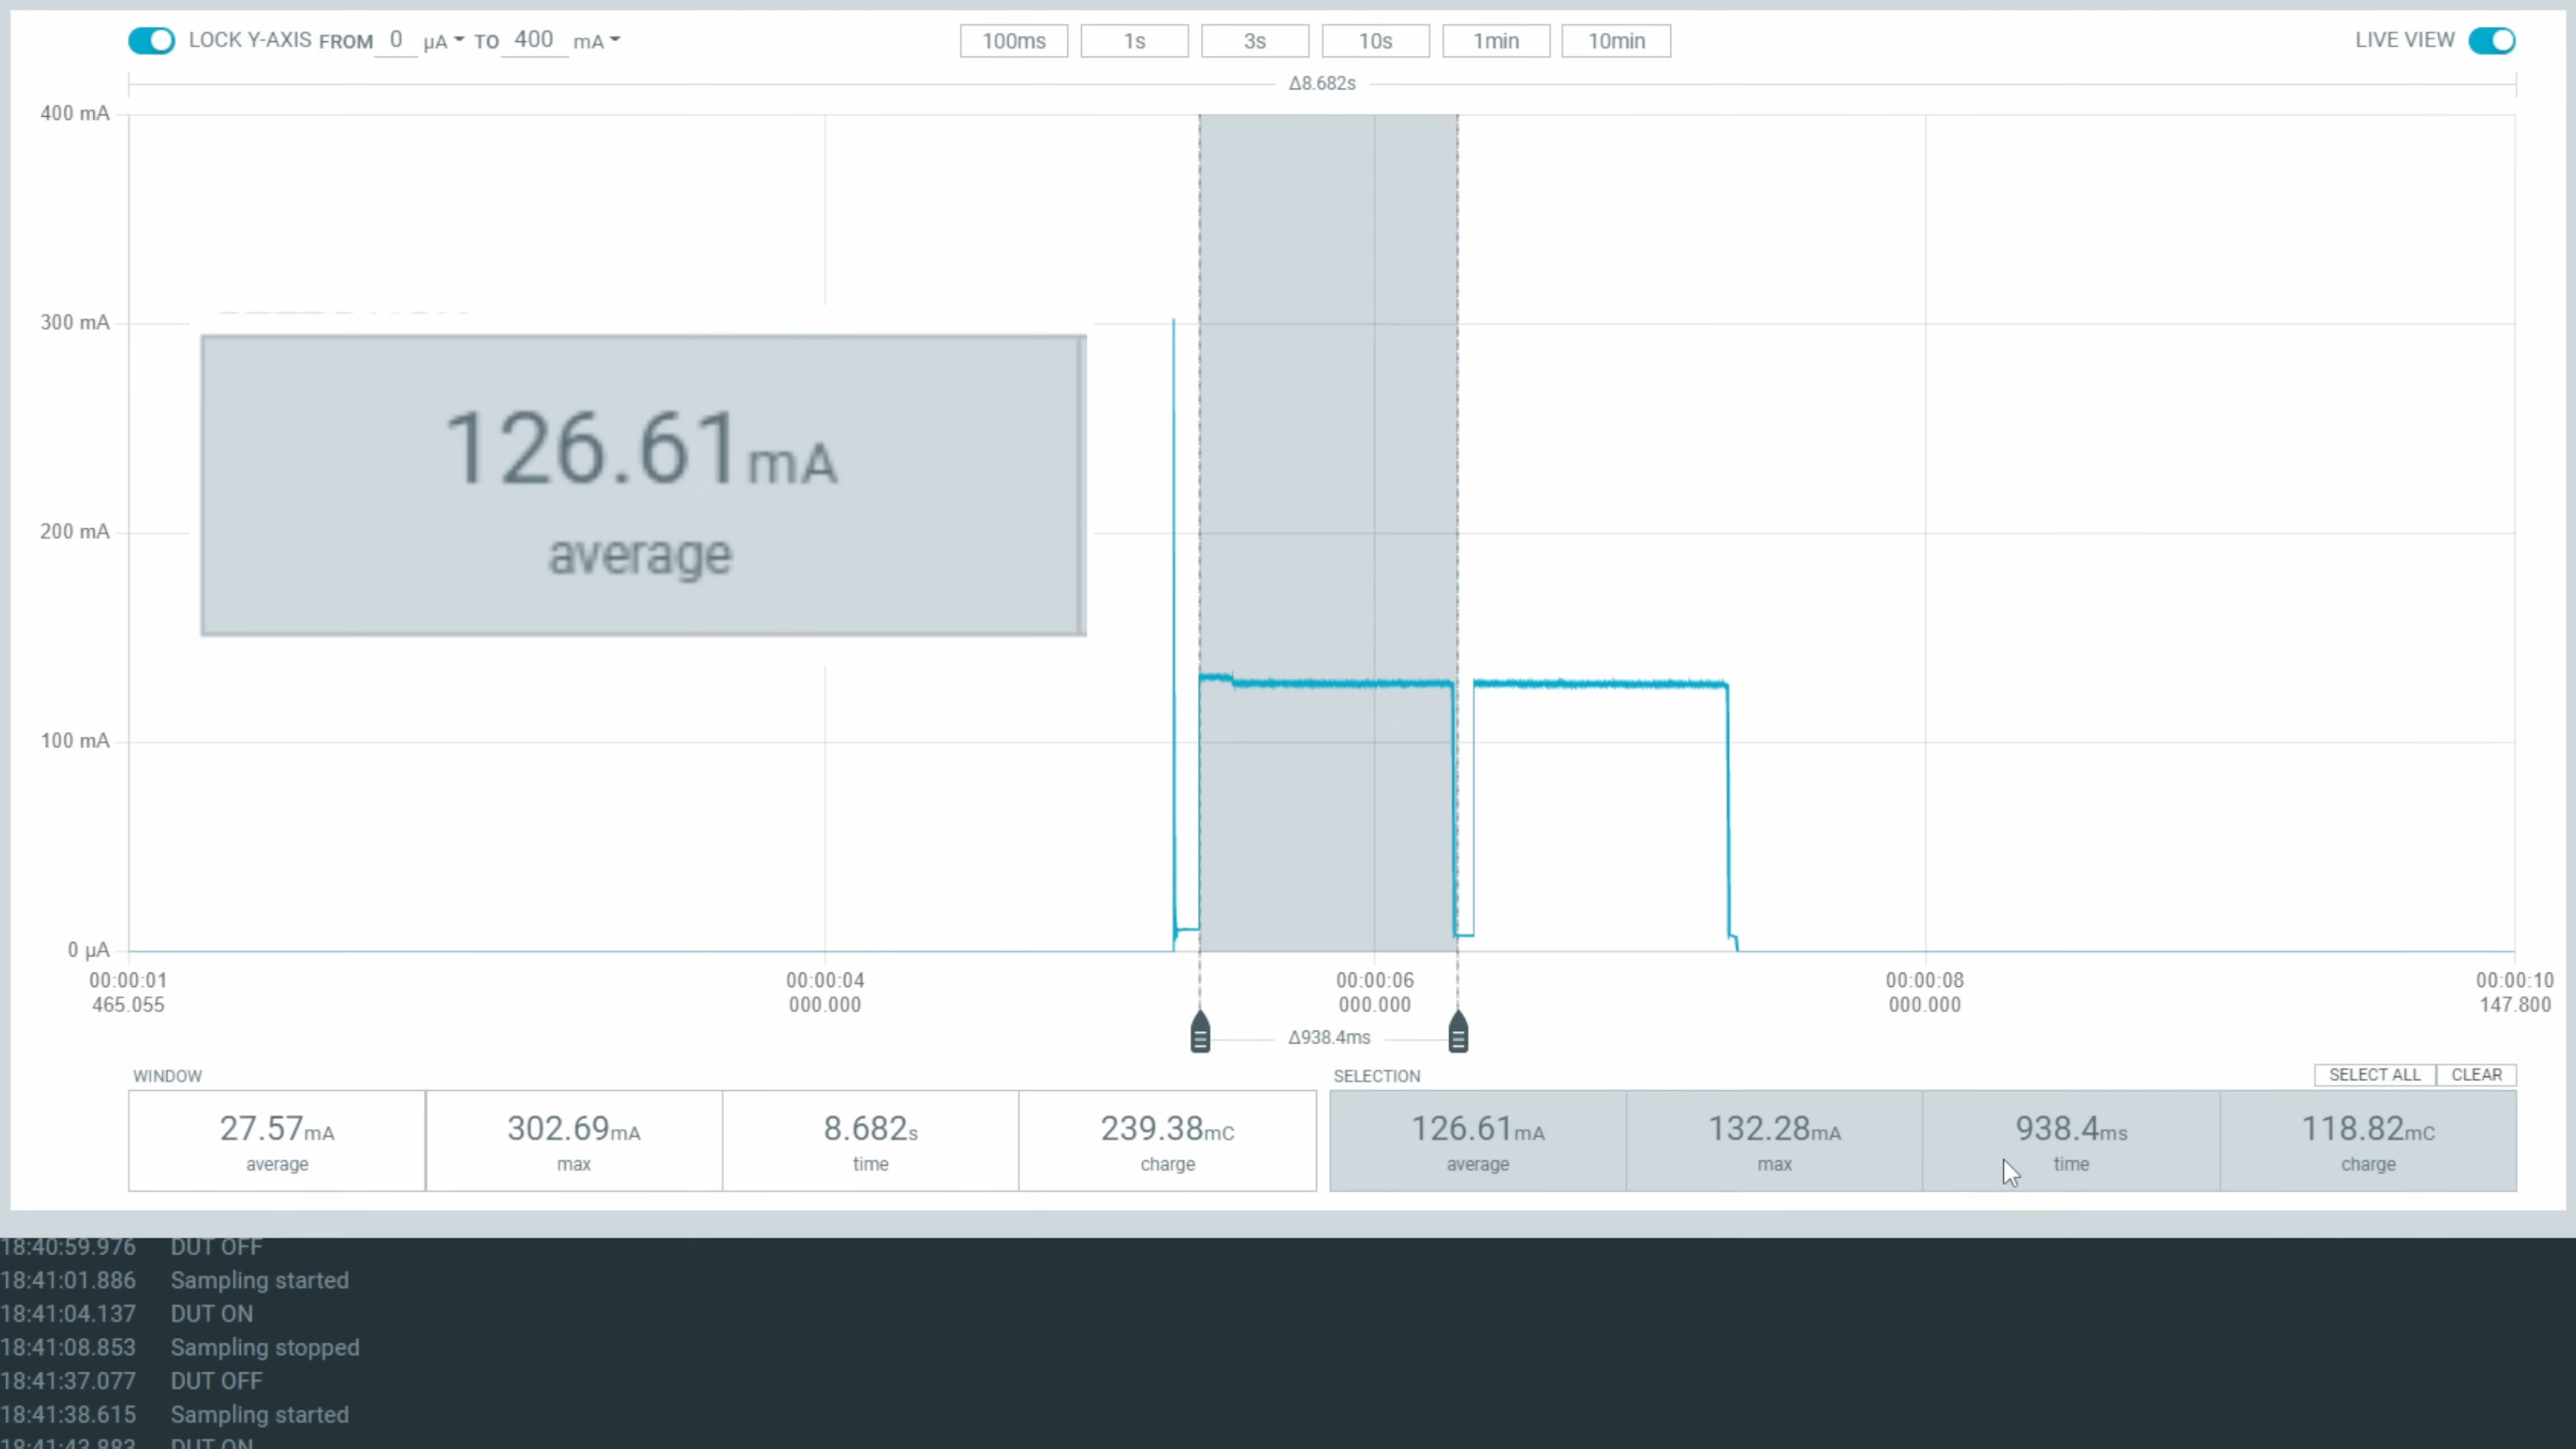 LOCK Y-AXIS FROM 0 µA TO 400 mA
100ms 1s 3s 10s 1min 10min
LIVE VIEW
Δ8.682s
400 mA
300 mA
200 mA
100 mA
0 µA
126.61mA
average
00:00:01 00:00:04 00:00:06 00:00:08 00:00:10
465.055 000.000 000.000 000.000 147.800
Δ938.4ms
WINDOW
27.57mA 302.69mA 8.682s 239.38mC
average max time charge
SELECTION
SELECT ALL CLEAR
126.61mA 132.28mA 938.4ms 118.82mC
average max time charge
18:40:59.976 DUT OFF
18:41:01.886 Sampling started
18:41:04.137 DUT ON
18:41:08.853 Sampling stopped
18:41:37.077 DUT OFF
18:41:38.615 Sampling started
18:41:43.883 DUT ON